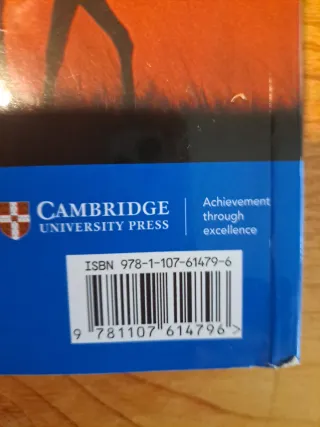 CAMBRIDGE
UNIVERSITY PRESS
Achievement
through
excellence
ISBN 978-1-107-61479-6
9 781107 614796 >